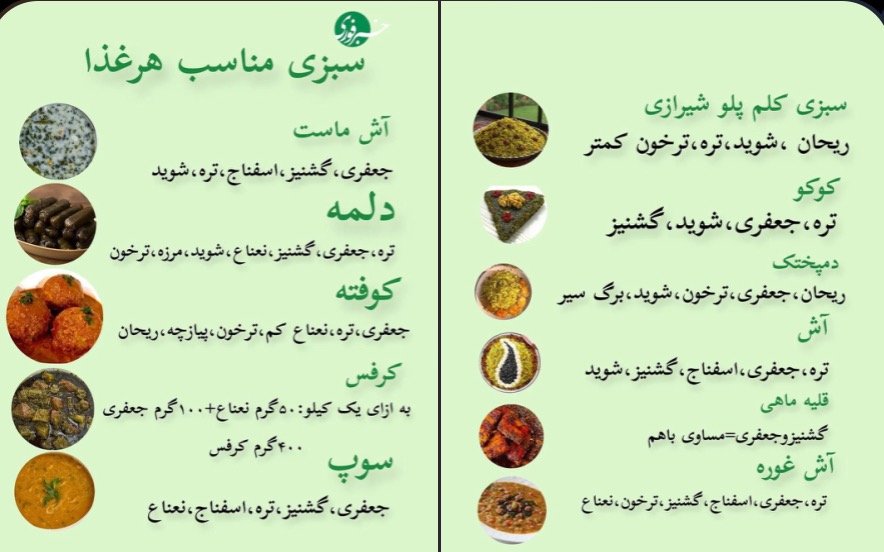 خبرفوری
سبزی مناسب هرغذا
آش ماست
جعفری،گشنیز،اسفناج،تره،شوید
دلمه
تره،جعفری،گشنیز،نعناع،شوید،مرزه،ترخون
کوفته
جعفری،تره،نعناع کم،ترخون،پیازچه،ریحان
کرفس
به ازای یک کیلو:۵۰گرم نعناع+۱۰۰گرم جعفری
۴۰۰گرم کرفس
سوپ
جعفری،گشنیز،تره،اسفناج،نعناع
سبزی کلم پلو شیرازی
ریحان ،شوید،تره،ترخون کمتر
کوکو
تره،جعفری،شوید،گشنیز
دمپختک
ریحان،جعفری،ترخون،شوید،برگ سیر
آش
تره،جعفری،اسفناج،گشنیز،شوید
قلیه ماهی
گشنیزوجعفری=مساوی باهم
آش غوره
تره،جعفری،اسفناج،گشنیز،ترخون،نعناع